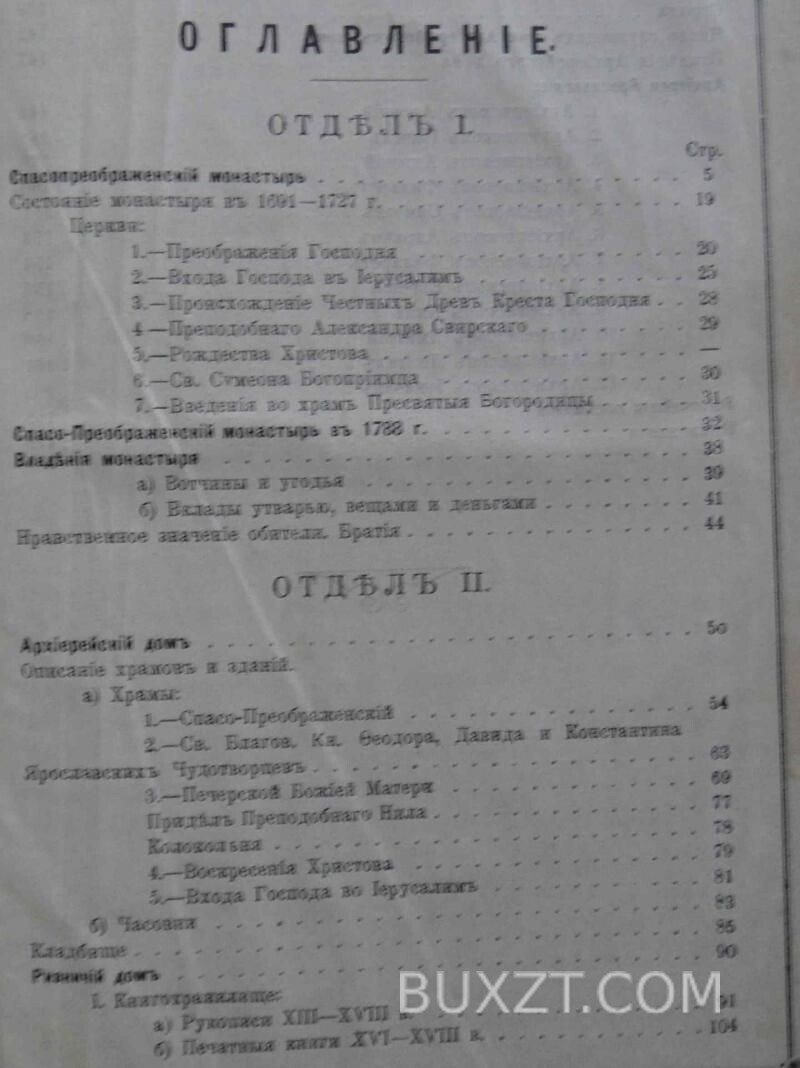 ОГЛАВЛЕНІЕ.
ОТДѢЛЪ I.
Стр.
Спасопреображенскій монастырь . . . . . . . . . . . . . . . . 5
Состояніе монастыря въ 1691—1727 г. . . . . . . . . . . . . . 19
Церкви:
1.—Преображенія Господня . . . . . . . . . . . . 20
2.—Входа Господа въ Іерусалимъ . . . . . . . . . 25
3.—Происхожденіе Честныхъ Древъ Креста Господня . . 28
4—Преподобнаго Александра Свирскаго . . . . . . . 29
5.—Рождества Христова . . . . . . . . . . . . . —
6.—Св. Сѵмеона Богопріимца . . . . . . . . . . . 30
7.—Введенія во храмъ Пресвятыя Богородицы . . . . 31
Спасо-Преображенскій монастырь въ 1788 г. . . . . . . . . . . 32
Владѣнія монастыря . . . . . . . . . . . . . . . . . . . . 38
а) Вотчины и угодья . . . . . . . . . . . . . . 39
б) Вклады утварью, вещами и деньгами . . . . . . . 41
Нравственное значеніе обители. Братія . . . . . . . . . . . . 44
ОТДѢЛЪ II.
Архіерейскій домъ . . . . . . . . . . . . . . . . . . . . 50
Описаніе храмовъ и зданій.
а) Храмы:
1.—Спасо-Преображенскій . . . . . . . . . . . . 54
2.—Св. Благов. Кн. Ѳеодора, Давида и Константина
Ярославскихъ Чудотворцевъ . . . . . . . . . . . . . . . . 63
3.—Печерской Божіей Матери . . . . . . . . . . . 69
Придѣлъ Преподобнаго Нила . . . . . . . . . . . . 77
Колокольня . . . . . . . . . . . . . . . . . . 78
4.—Воскресенія Христова . . . . . . . . . . . . 79
5.—Входа Господа во Іерусалимъ . . . . . . . . . 81
б) Часовни . . . . . . . . . . . . . . . . . . 83
Кладбище . . . . . . . . . . . . . . . . . . . . . . . . 85
Ризничій домъ . . . . . . . . . . . . . . . . . . . . . . 90
1. Книгохранилище:
а) Рукописи XIII—XVIII в. . . . . . . . . . . . 91
б) Печатныя книги XVI—XVIII в. . . . . . . . . . 104
BUXZT.COM